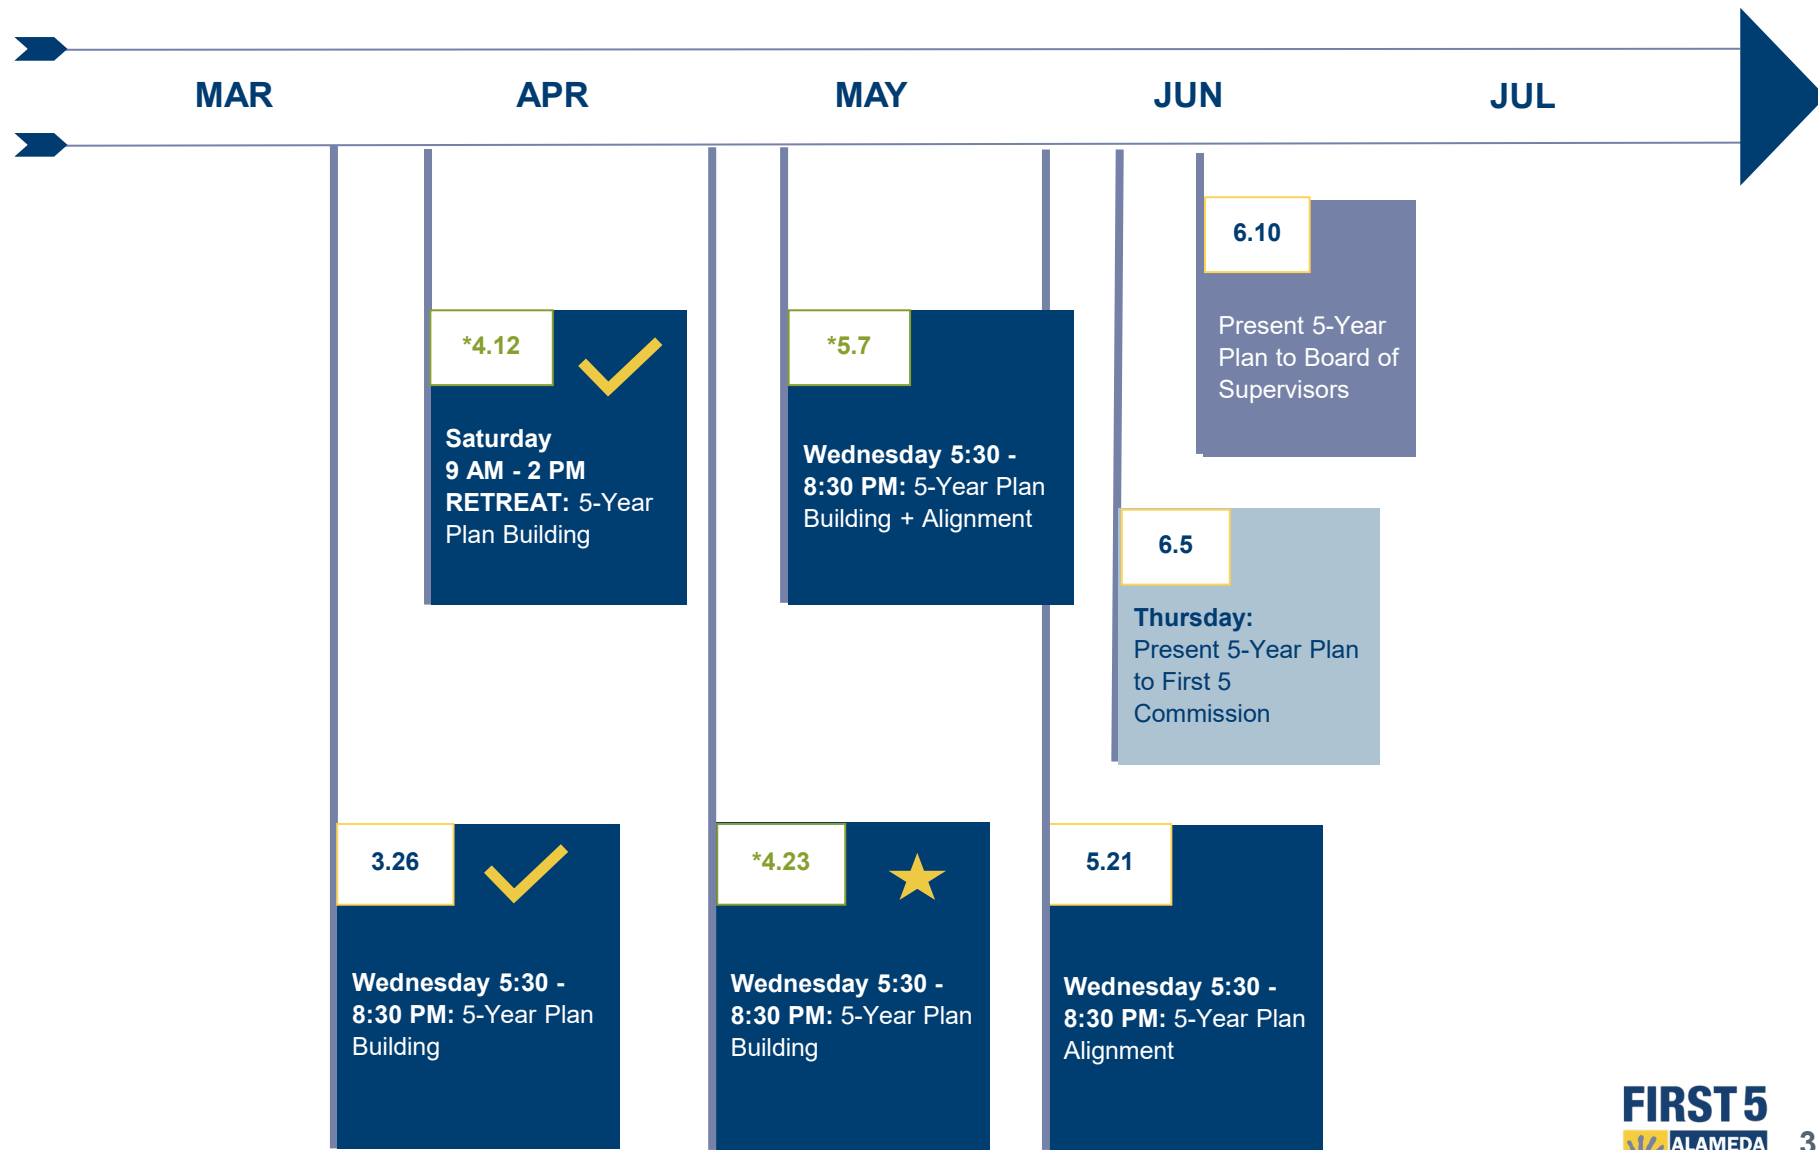 MAR APR MAY JUN JUL
6.10
Present 5-Year
Plan to Board of
Supervisors
*4.12
Saturday
9 AM - 2 PM
RETREAT: 5-Year
Plan Building
*5.7
Wednesday 5:30 -
8:30 PM: 5-Year Plan
Building + Alignment
6.5
Thursday:
Present 5-Year Plan
to First 5
Commission
3.26
Wednesday 5:30 -
8:30 PM: 5-Year Plan
Building
*4.23
Wednesday 5:30 -
8:30 PM: 5-Year Plan
Building
5.21
Wednesday 5:30 -
8:30 PM: 5-Year Plan
Alignment
FIRST 5
ALAMEDA
3